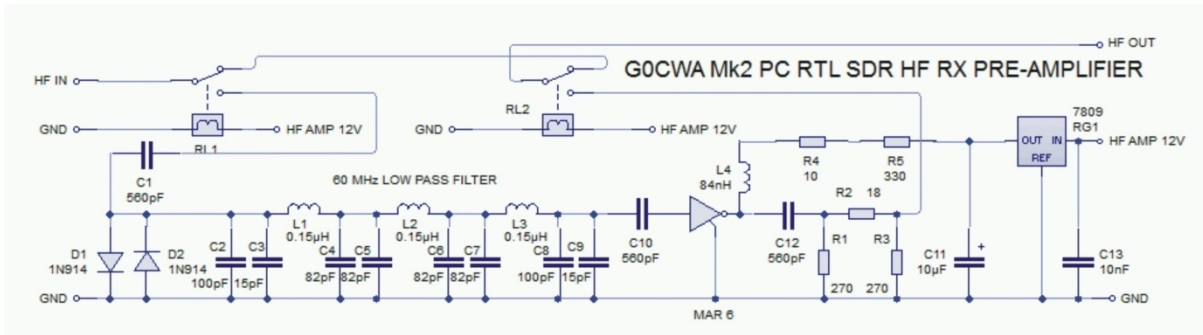 HF OUT
HF IN
G0CWA Mk2 PC RTL SDR HF RX PRE-AMPLIFIER
RL2
7809
RG1
GND
HF AMP 12V
GND
HF AMP 12V
OUT IN
REF
HF AMP 12V
RL1
C1
560pF
60 MHz LOW PASS FILTER
L4
84nH
R4
10
R5
330
R2 18
L1
0.15µH
L2
0.15µH
L3
0.15µH
C10
560pF
C12
560pF
R1
270
R3
270
D1
1N914
D2
1N914
C2
100pF
C3
15pF
C4
82pF
C5
82pF
C6
82pF
C7
82pF
C8
100pF
C9
15pF
C11
10µF
+
C13
10nF
GND
MAR 6
GND